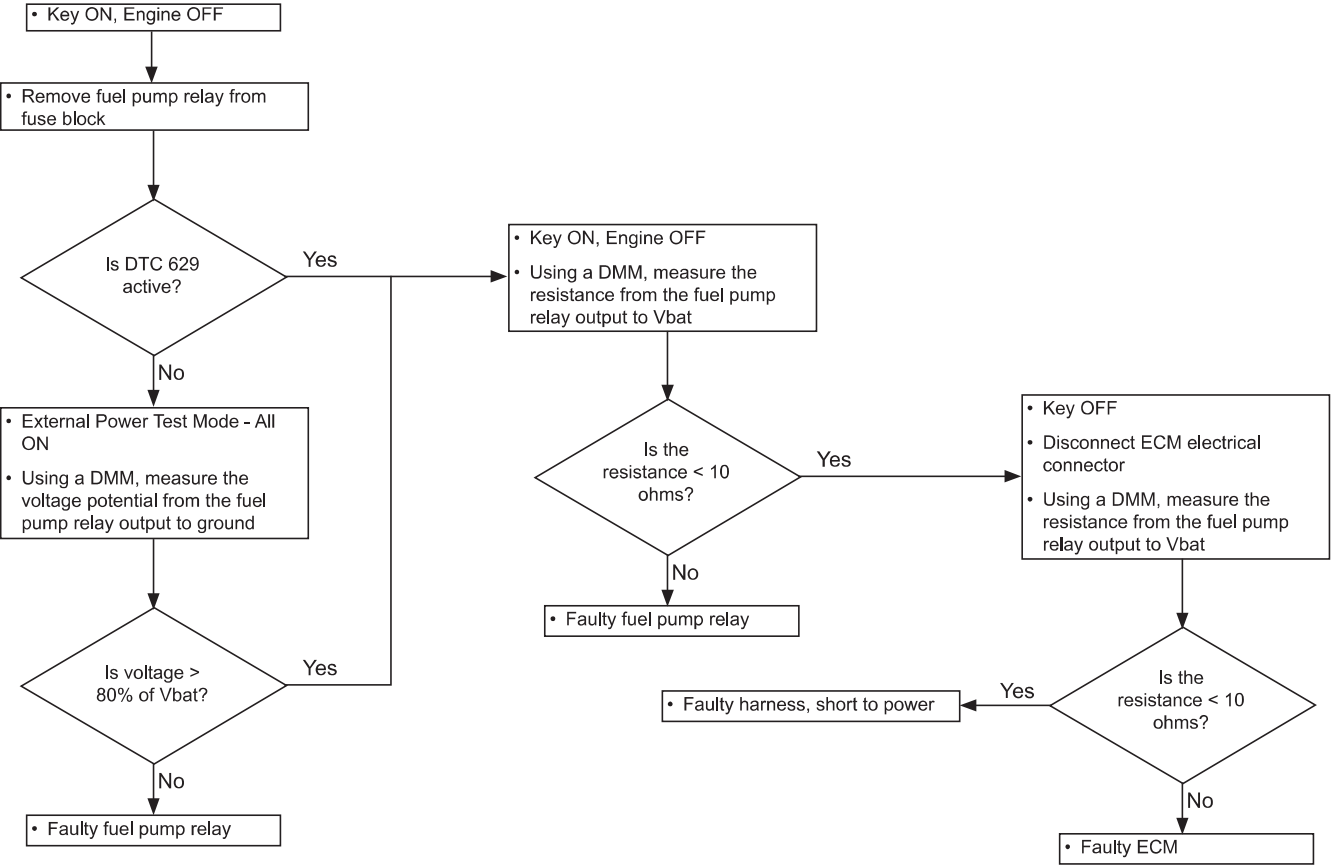 • Key ON, Engine OFF
• Remove fuel pump relay from
fuse block
Is DTC 629
active?
Yes
No
• External Power Test Mode - All
ON
• Using a DMM, measure the
voltage potential from the fuel
pump relay output to ground
Is voltage >
80% of Vbat?
Yes
No
• Faulty fuel pump relay
• Key ON, Engine OFF
• Using a DMM, measure the
resistance from the fuel pump
relay output to Vbat
Is the
resistance < 10
ohms?
Yes
No
• Faulty fuel pump relay
• Key OFF
• Disconnect ECM electrical
connector
• Using a DMM, measure the
resistance from the fuel pump
relay output to Vbat
Is the
resistance < 10
ohms?
Yes
• Faulty harness, short to power
No
• Faulty ECM